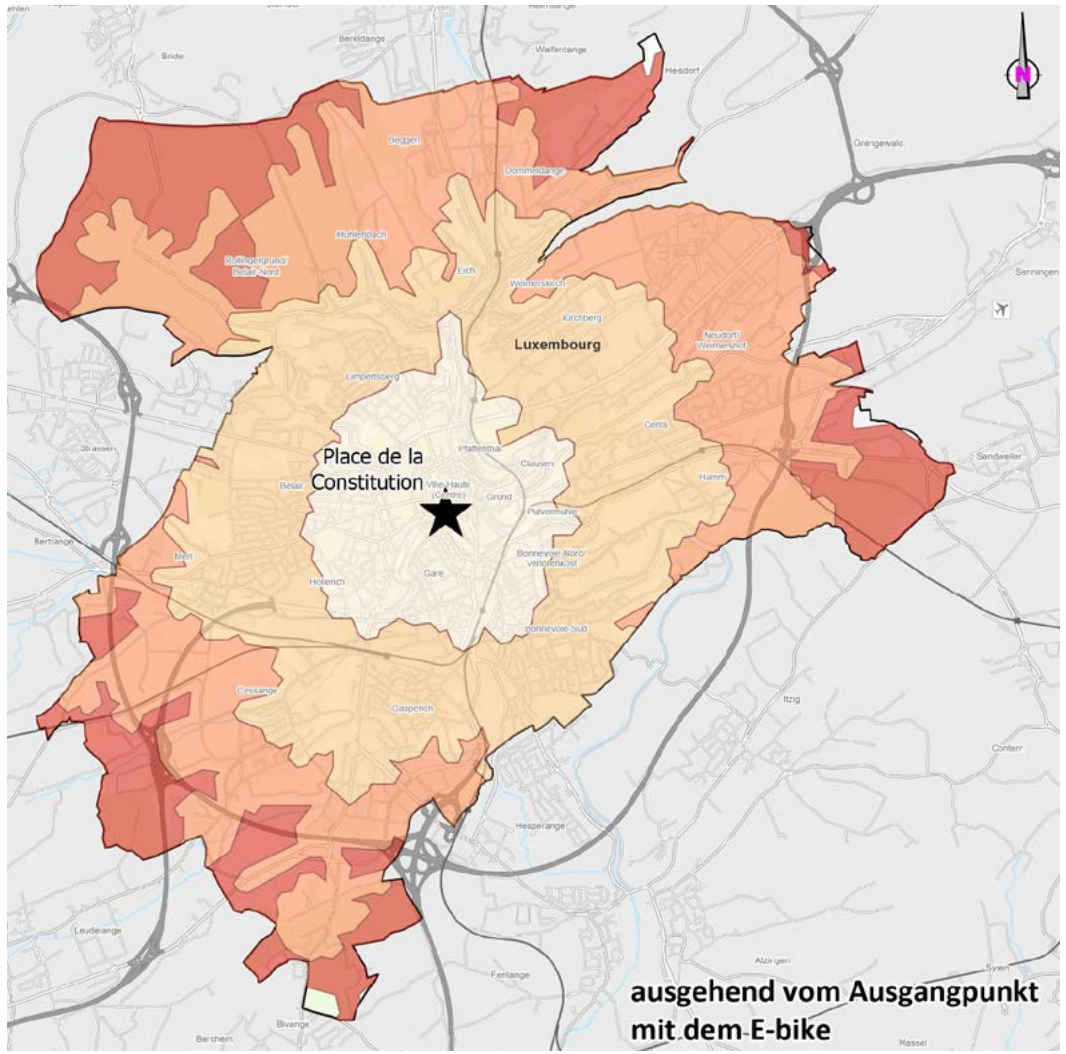 Bridel
Bereldange
Helmsange
Walferdange
Heisdorf
N
Grengewald
Beggen
Dommeldange
Mühlenbach
Rollingergrund/
Belair-Nord
Eich
Weimerskirch
Kirchberg
Senningen
Neudorf/
Weimershof
Luxembourg
Limpertsberg
Strassen
Cents
Pfaffenthal
Place de la
Constitution
Clausen
Sandweiler
Belair
Ville-Haute
(Centre)
Grund
Hamm
Pulvermühle
Bertrange
Merl
Bonnevoie-Nord/
Verlorenkost
Gare
Hollerich
Bonnevoie-Sud
Cessange
Itzig
Gasperich
Contern
Hesperange
Leudelange
Alzingen
Fentange
Syren
ausgehend vom Ausgangpunkt
mit dem E-bike
Bivange
Berchem
Hassel